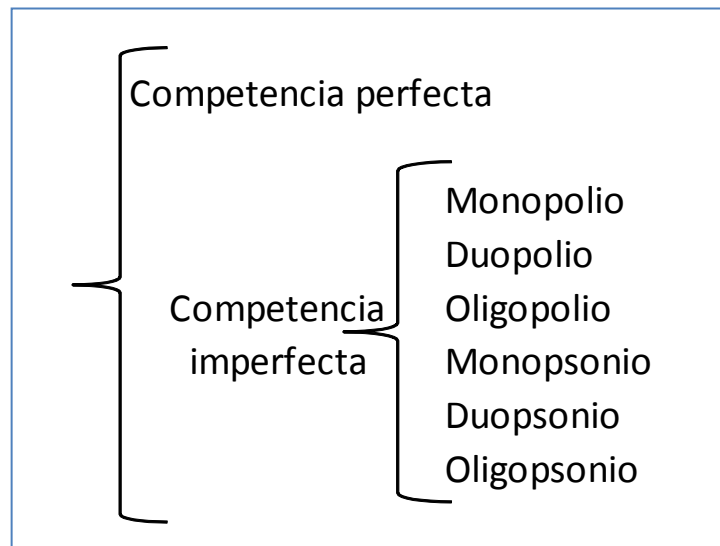 Competencia perfecta
Monopolio
Duopolio
Competencia
Oligopolio
imperfecta
Monopsonio
Duopsonio
Oligopsonio